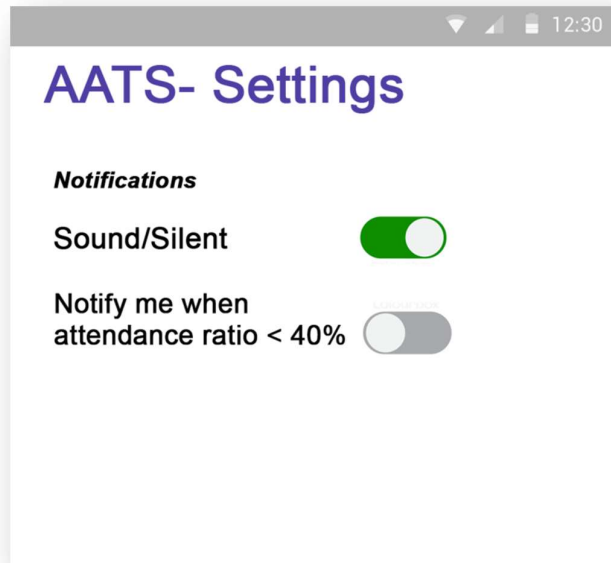 12:30
AATS- Settings
Notifications
Sound/Silent
Notify me when
attendance ratio < 40%